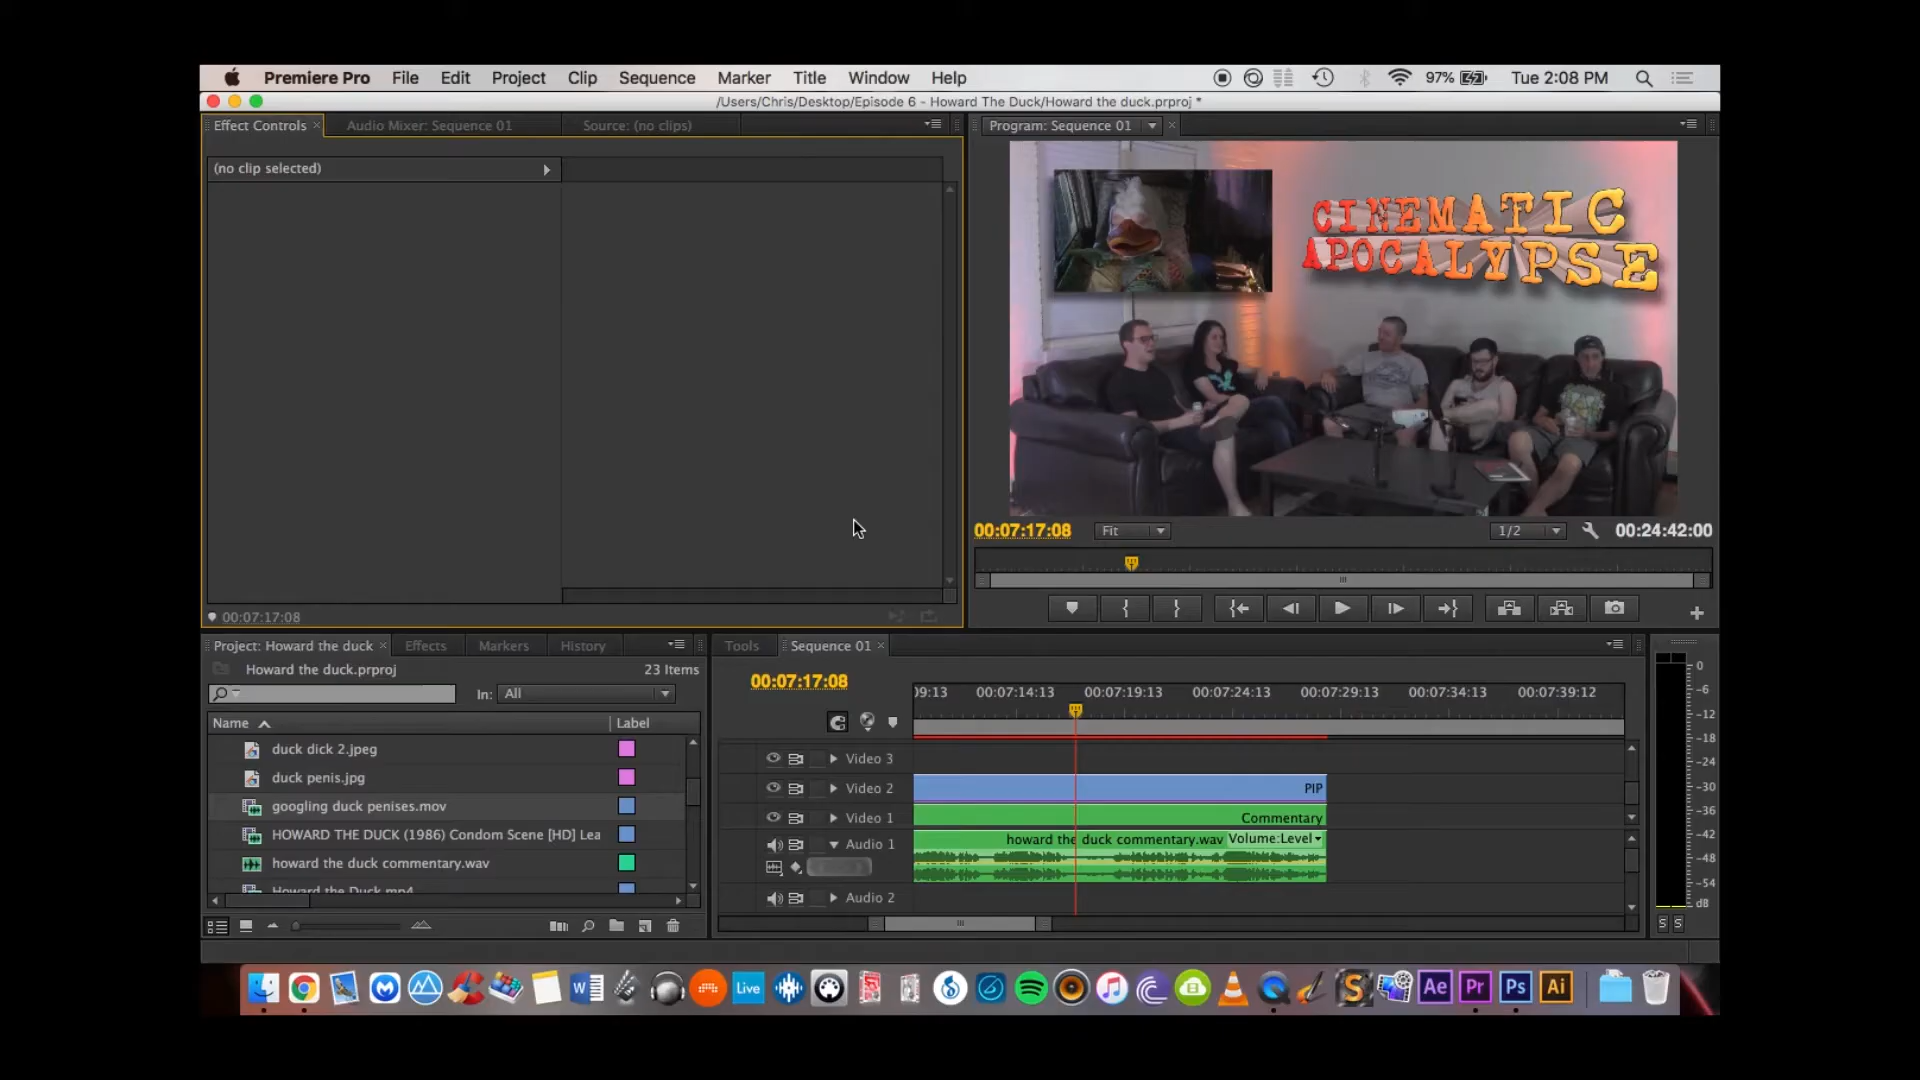 Premiere Pro File Edit Project Clip Sequence Marker Title Window Help 97% Tue 2:08 PM
/Users/Chris/Desktop/Episode 6 - Howard The Duck/Howard the duck.prproj *
Effect Controls Audio Mixer: Sequence 01 Source: (no clips)
(no clip selected)
00:07:17:08
Program: Sequence 01
CINEMATIC
APOCALYPSE
00:07:17:08 Fit 1/2 00:24:42:00
Project: Howard the duck Effects Markers History
Howard the duck.prproj 23 Items
In: All
Name Label
duck dick 2.jpeg
duck penis.jpg
googling duck penises.mov
HOWARD THE DUCK (1986) Condom Scene [HD] Lea
howard the duck commentary.wav
Howard the Duck.mp4
Tools Sequence 01
00:07:17:08
09:13 00:07:14:13 00:07:19:13 00:07:24:13 00:07:29:13 00:07:34:13 00:07:39:12
Video 3
Video 2 PIP
Video 1 Commentary
Audio 1 howard the duck commentary.wav Volume:Level
Audio 2
0
-6
-12
-18
-24
-30
-36
-42
-48
-54
dB
S S
W Live S Ae Pr Ps Ai